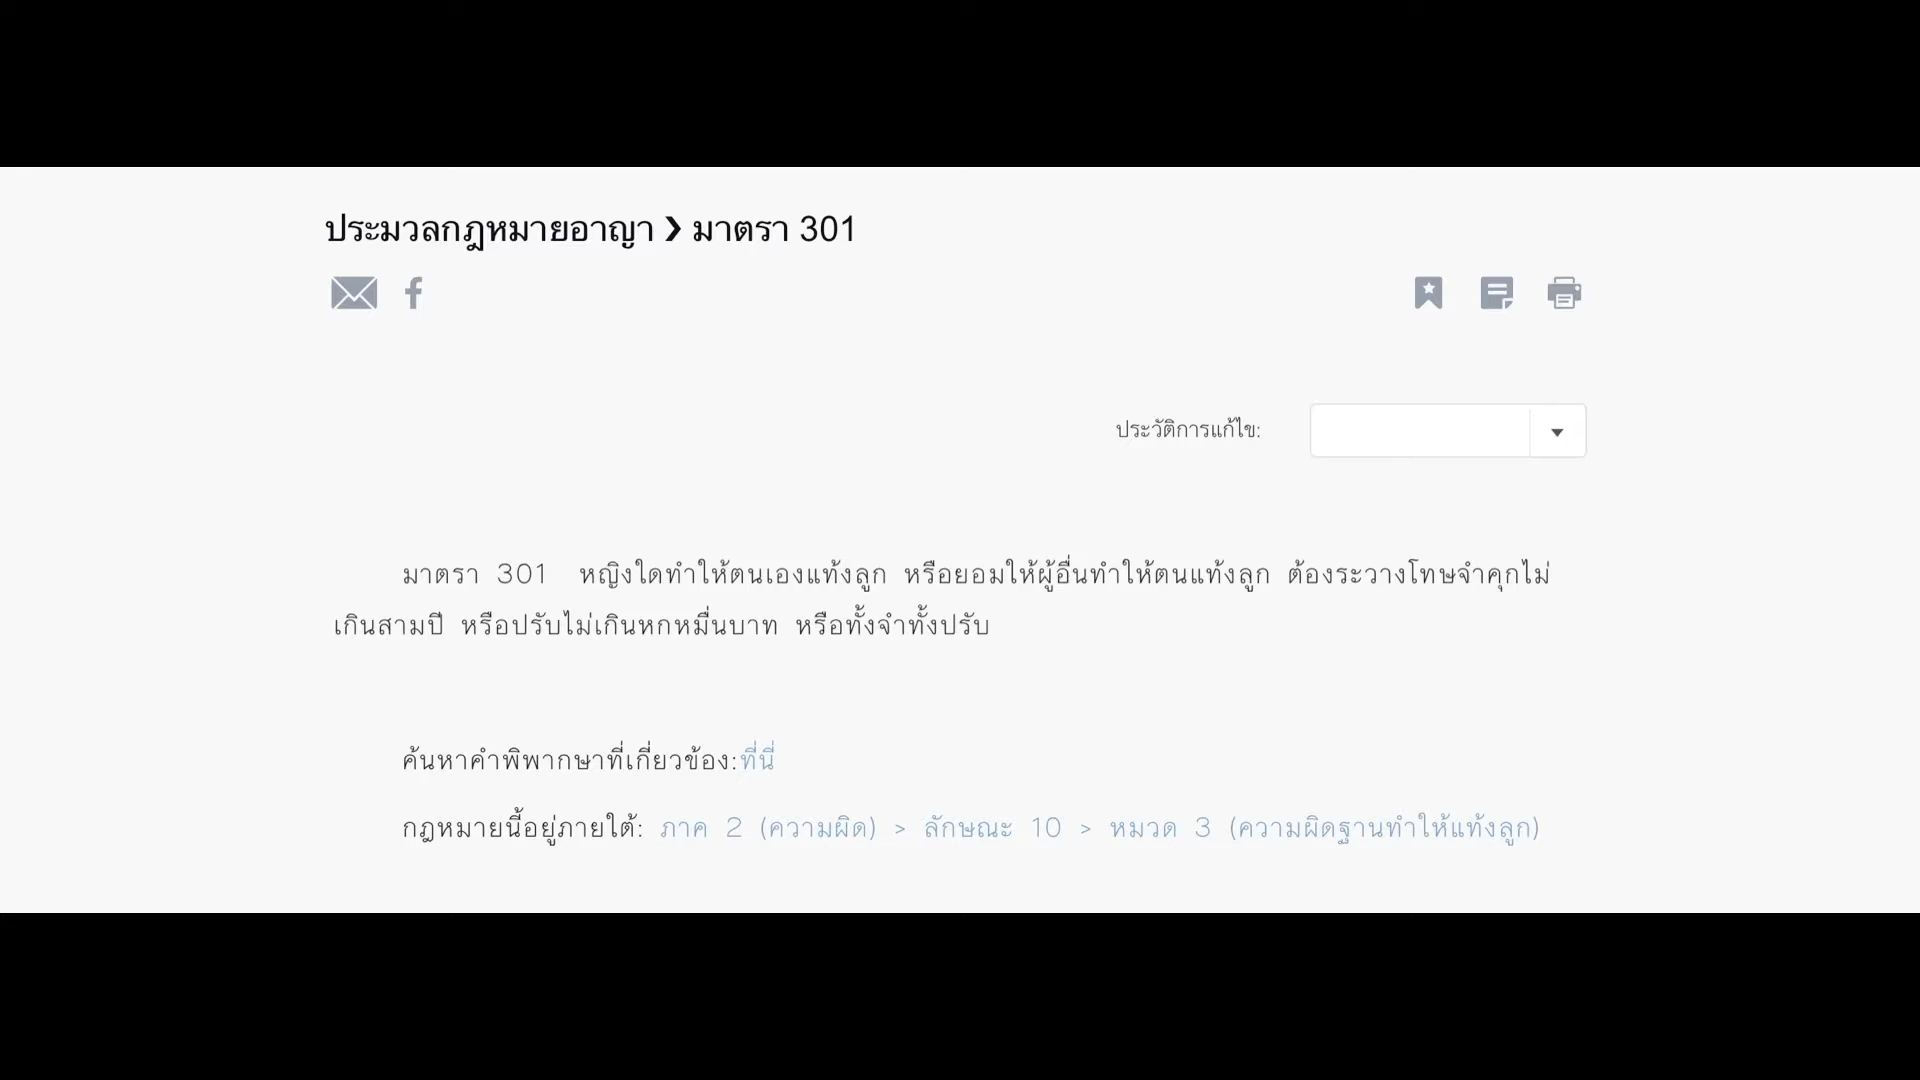 ประมวลกฎหมายอาญา ❯ มาตรา 301
ประวัติการแก้ไข:
มาตรา 301 หญิงใดทำให้ตนเองแท้งลูก หรือยอมให้ผู้อื่นทำให้ตนแท้งลูก ต้องระวางโทษจำคุกไม่
เกินสามปี หรือปรับไม่เกินหกหมื่นบาท หรือทั้งจำทั้งปรับ
ค้นหาคำพิพากษาที่เกี่ยวข้อง:ที่นี่
กฎหมายนี้อยู่ภายใต้: ภาค 2 (ความผิด) > ลักษณะ 10 > หมวด 3 (ความผิดฐานทำให้แท้งลูก)